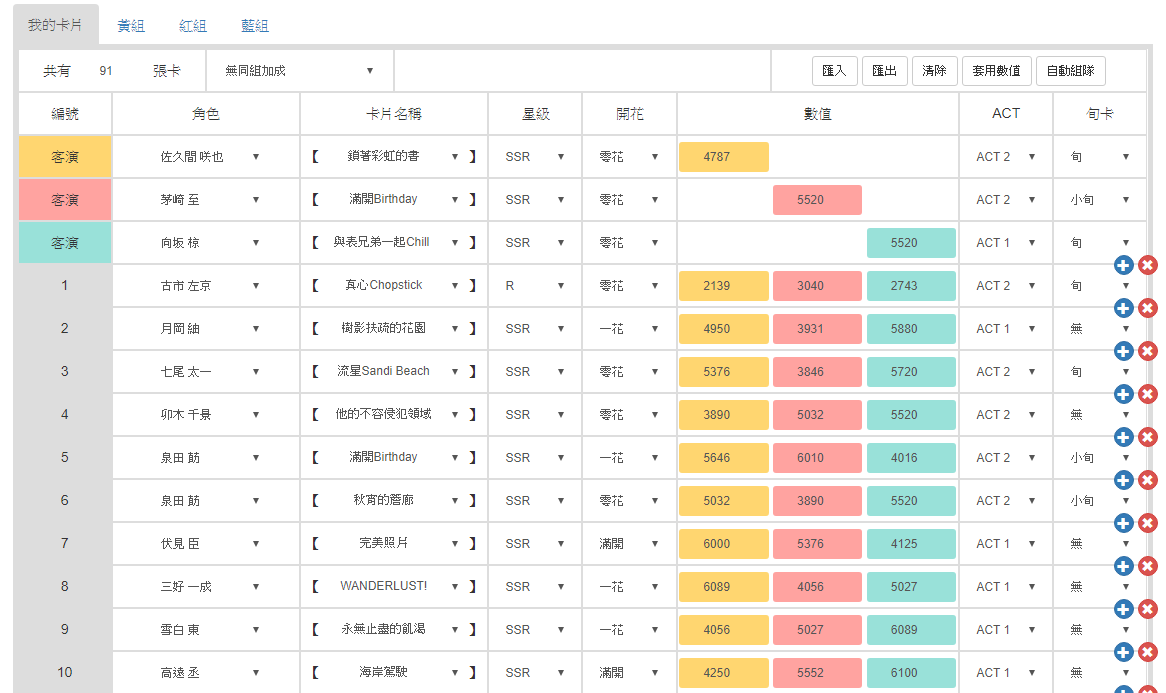 我的卡片 黃組 紅組 藍組
共有 91 張卡 無同組加成 ▼ 匯入 匯出 清除 套用數值 自動組隊
編號 角色 卡片名稱 星級 開花 數值 ACT 旬卡
客演 佐久間 咲也 ▼ 【 鎖著彩虹的書 ▼ 】 SSR ▼ 零花 ▼ 4787 ACT 2 ▼ 旬 ▼
客演 茅崎 至 ▼ 【 滿開Birthday ▼ 】 SSR ▼ 零花 ▼ 5520 ACT 2 ▼ 小旬 ▼
客演 向坂 椋 ▼ 【 與表兄弟一起Chill ▼ 】 SSR ▼ 零花 ▼ 5520 ACT 1 ▼ 旬 ▼
1 古市 左京 ▼ 【 真心Chopstick ▼ 】 R ▼ 零花 ▼ 2139 3040 2743 ACT 2 ▼ 旬 ▼
2 月岡 紬 ▼ 【 樹影扶疏的花園 ▼ 】 SSR ▼ 一花 ▼ 4950 3931 5880 ACT 1 ▼ 無 ▼
3 七尾 太一 ▼ 【 流星Sandi Beach ▼ 】 SSR ▼ 零花 ▼ 5376 3846 5720 ACT 2 ▼ 旬 ▼
4 卯木 千景 ▼ 【 他的不容侵犯領域 ▼ 】 SSR ▼ 零花 ▼ 3890 5032 5520 ACT 2 ▼ 無 ▼
5 泉田 莇 ▼ 【 滿開Birthday ▼ 】 SSR ▼ 一花 ▼ 5646 6010 4016 ACT 2 ▼ 小旬 ▼
6 泉田 莇 ▼ 【 秋宵的簷廊 ▼ 】 SSR ▼ 零花 ▼ 5032 3890 5520 ACT 2 ▼ 小旬 ▼
7 伏見 臣 ▼ 【 完美照片 ▼ 】 SSR ▼ 滿開 ▼ 6000 5376 4125 ACT 1 ▼ 無 ▼
8 三好 一成 ▼ 【 WANDERLUST! ▼ 】 SSR ▼ 一花 ▼ 6089 4056 5027 ACT 1 ▼ 無 ▼
9 雪白 東 ▼ 【 永無止盡的飢渴 ▼ 】 SSR ▼ 一花 ▼ 4056 5027 6089 ACT 1 ▼ 無 ▼
10 高遠 丞 ▼ 【 海岸駕駛 ▼ 】 SSR ▼ 滿開 ▼ 4250 5552 6100 ACT 1 ▼ 無 ▼